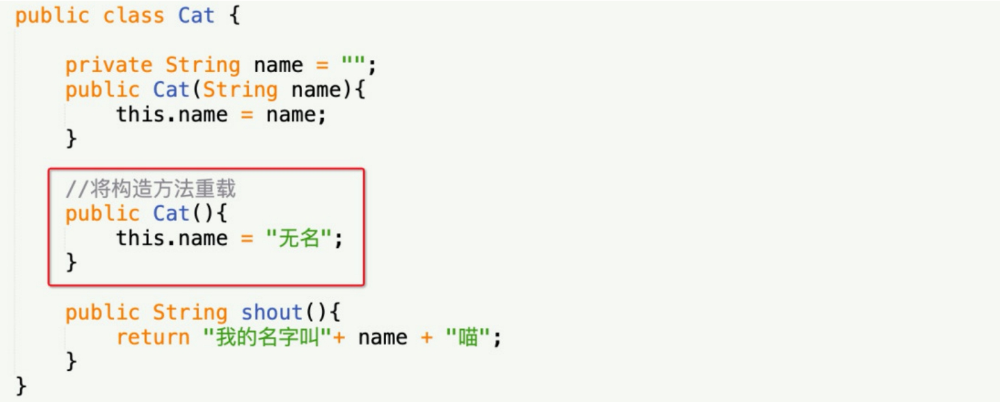 public class Cat {
private String name = "";
public Cat(String name){
this.name = name;
}
//将构造方法重载
public Cat(){
this.name = "无名";
}
public String shout(){
return "我的名字叫"+ name + "喵";
}
}